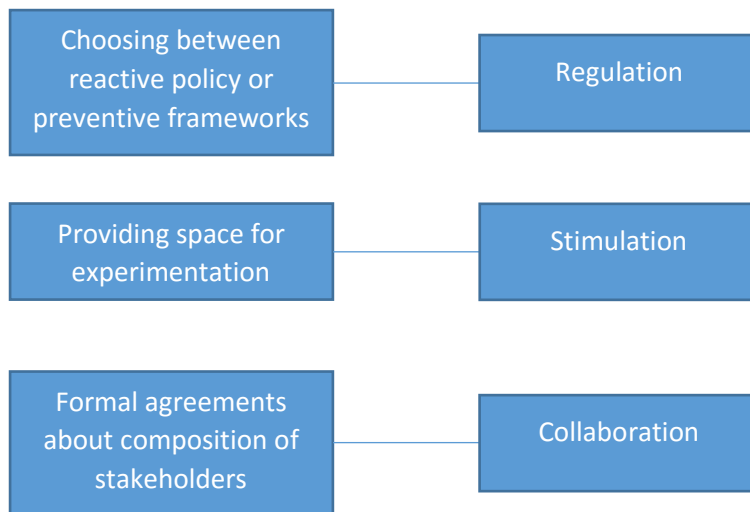 Choosing between
reactive policy or
preventive frameworks
Regulation
Providing space for
experimentation
Stimulation
Formal agreements
about composition of
stakeholders
Collaboration